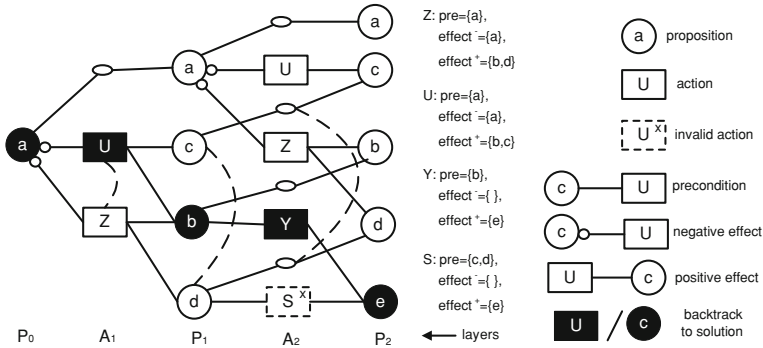 a
a
U
c
a
U
c
Z
b
Z
b
Y
d
d
S x
e
P0
A1
P1
A2
P2
layers
Z: pre={a},
effect⁻={a},
effect⁺={b,d}
U: pre={a},
effect⁻={a},
effect⁺={b,c}
Y: pre={b},
effect⁻={ },
effect⁺={e}
S: pre={c,d},
effect⁻={ },
effect⁺={e}
a proposition
U action
U x invalid action
c U precondition
c U negative effect
U c positive effect
U / c backtrack
to solution